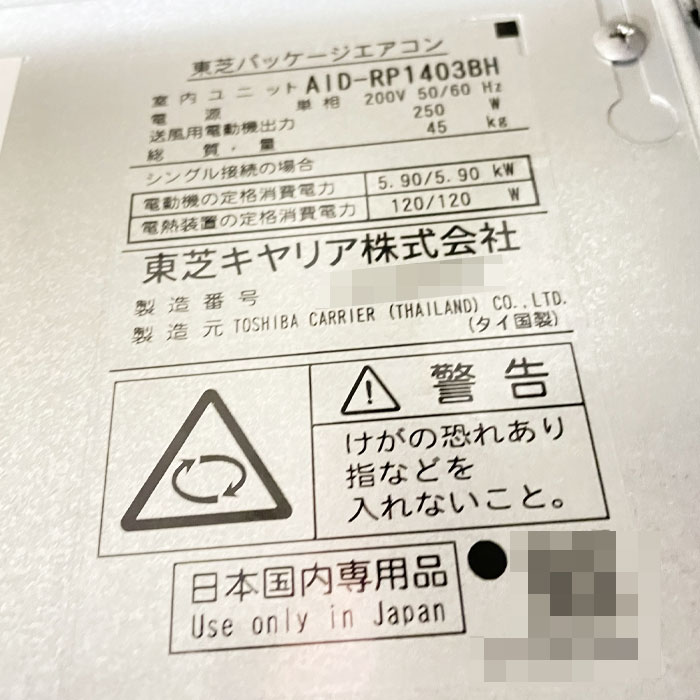 東芝パッケージエアコン
室内ユニット AID-RP1403BH
電源 単相 200V 50/60 Hz
送風用電動機出力 250 W
総質量 45 kg
シングル接続の場合
電動機の定格消費電力 5.90/5.90 kW
電熱装置の定格消費電力 120/120 W
東芝キヤリア株式会社
製造番号
製造元 TOSHIBA CARRIER (THAILAND) CO.,LTD.
(タイ国製)
警告
けがの恐れあり
指などを
入れないこと。
日本国内専用品
Use only in Japan